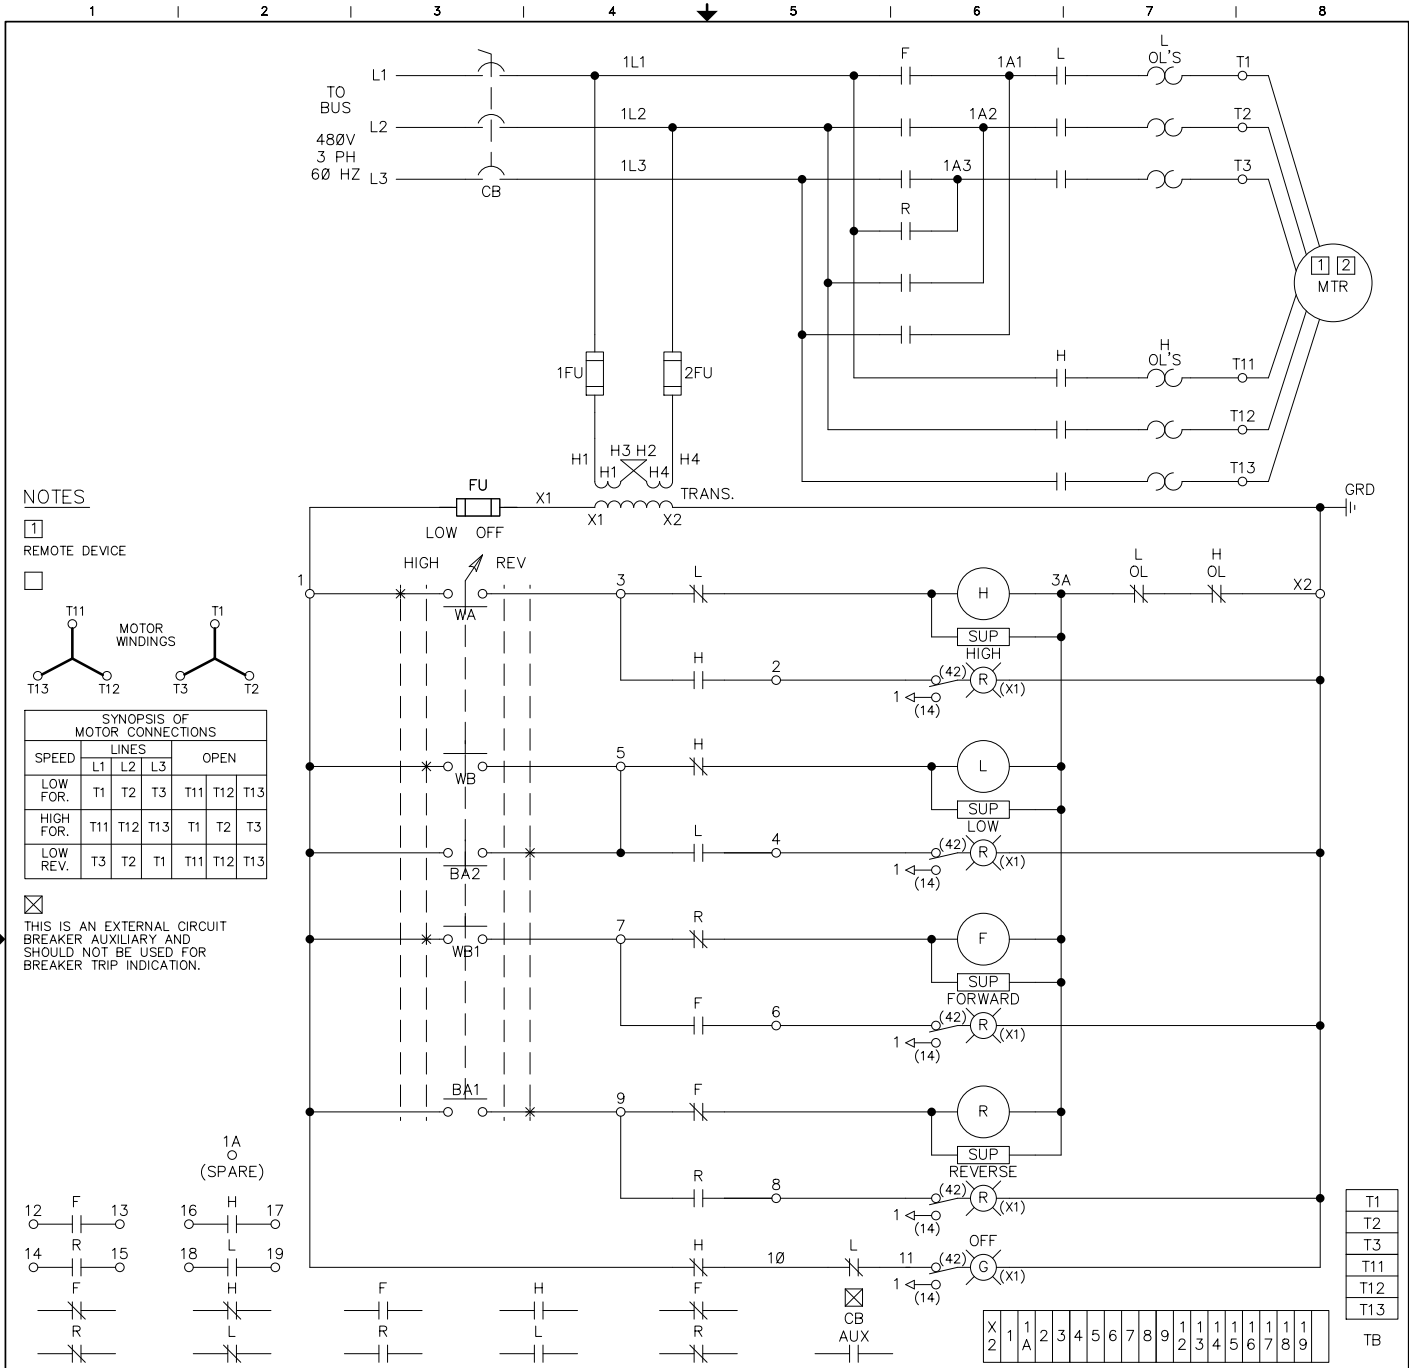 1 2 3 4 5 6 7 8
L1 1L1 F 1A1 L L OL'S T1
TO BUS
L2 1L2 1A2 T2
480V
3 PH
60 HZ
L3 1L3 1A3 T3
CB
R
1 2
MTR
1FU 2FU
H H OL'S T11
T12
H1 H3 H2 H4
H1 H4
T13
TRANS.
NOTES
FU X1 X1 X2 GRD
1
REMOTE DEVICE
LOW OFF
HIGH REV
1 WA 3 L H 3A L OL H OL X2
SUP
HIGH
H 2 (42) R (X1)
1 (14)
T11 MOTOR WINDINGS T1
T13 T12 T3 T2
SYNOPSIS OF
MOTOR CONNECTIONS
SPEED LINES OPEN
L1 L2 L3
LOW FOR. T1 T2 T3 T11 T12 T13
HIGH FOR. T11 T12 T13 T1 T2 T3
LOW REV. T3 T2 T1 T11 T12 T13
WB 5 H L
SUP
LOW
BA2 L 4 (42) R (X1)
1 (14)
THIS IS AN EXTERNAL CIRCUIT
BREAKER AUXILIARY AND
SHOULD NOT BE USED FOR
BREAKER TRIP INDICATION.
WB1 7 R F
SUP
FORWARD
F 6 (42) R (X1)
1 (14)
BA1 9 F R
SUP
REVERSE
R 8 (42) R (X1)
1 (14)
OFF
H 10 L 11 (42) G (X1)
1 (14)
1A
(SPARE)
12 F 13 16 H 17
14 R 15 18 L 19
F H F H F
R L R L R
CB
AUX
X2 1 1A 2 3 4 5 6 7 8 9 12 13 14 15 16 17 18 19
T1
T2
T3
T11
T12
T13
TB